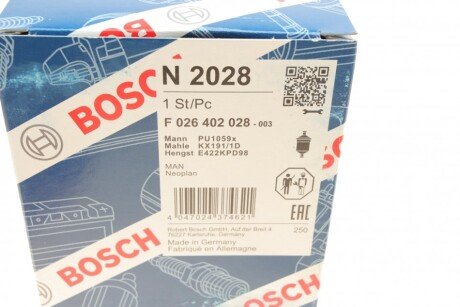 BOSCH
BOSCH
N 2028
1 St/Pc
F 026 402 028 - 003
Mann PU1059x
Mahle KX191/1D
Hengst E422KPD98
MAN
Neoplan
4 047024 374621
Robert Bosch GmbH, Auf der Breit 4
76227 Karlsruhe, Germany
250
Made in Germany
Fabriqué en Allemagne
EAC